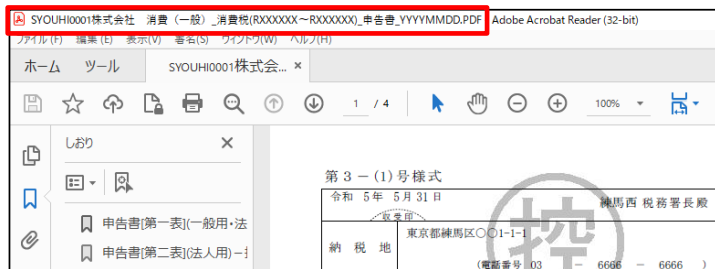 SYOUHI0001株式会社　消費（一般）_消費税(RXXXXXX～RXXXXXX)_申告書_YYYYMMDD.PDF - Adobe Acrobat Reader (32-bit)
ファイル(F) 編集(E) 表示(V) 署名(S) ウィンドウ(W) ヘルプ(H)
ホーム ツール SYOUHI0001株式会... ×
1 / 4 100%
しおり ×
申告書[第一表](一般用・法
申告書[第二表](法人用)－
第３－(1)号様式
令和 5年 5月31日
収受印
練馬西 税務署長殿
納 税 地
東京都練馬区〇〇1-1-1
(電話番号 03 － 6666 － 6666 )
控